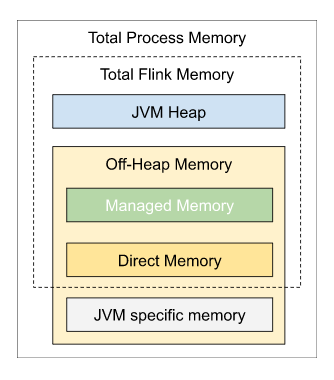 Total Process Memory
Total Flink Memory
JVM Heap
Off-Heap Memory
Managed Memory
Direct Memory
JVM specific memory